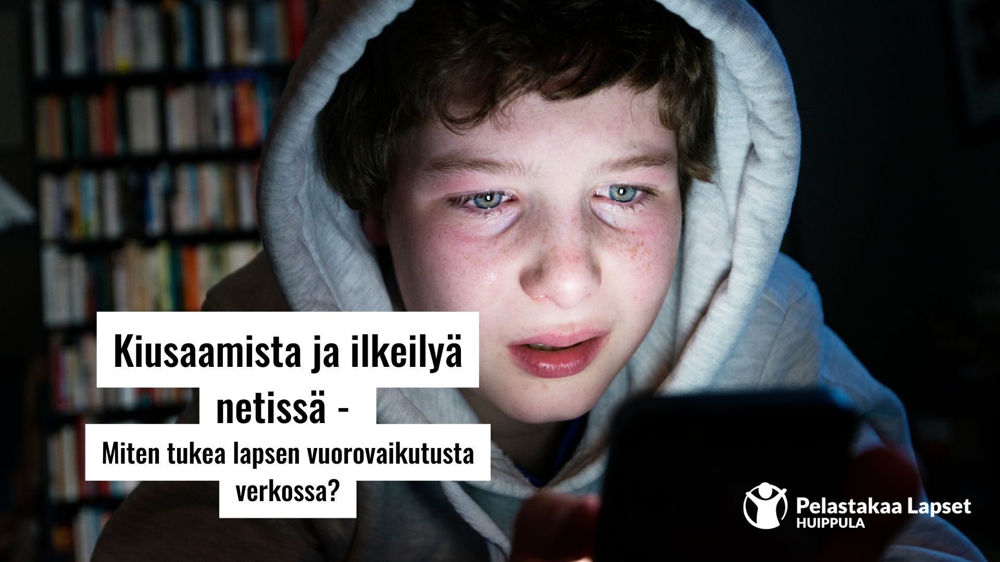 Kiusaamista ja ilkeilyä
netissä -
Miten tukea lapsen vuorovaikutusta
verkossa?
Pelastakaa Lapset
HUIPPULA